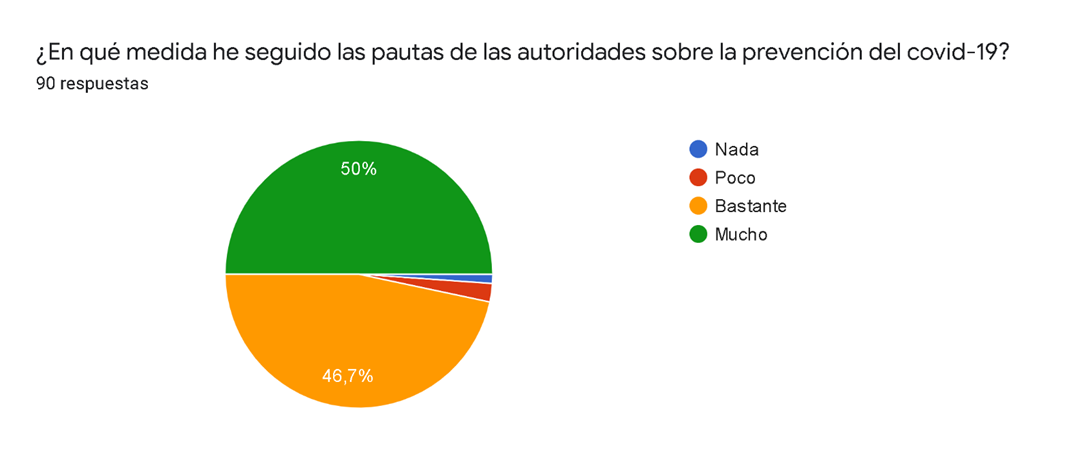 ¿En qué medida he seguido las pautas de las autoridades sobre la prevención del covid-19?
90 respuestas
50%
46,7%
Nada
Poco
Bastante
Mucho